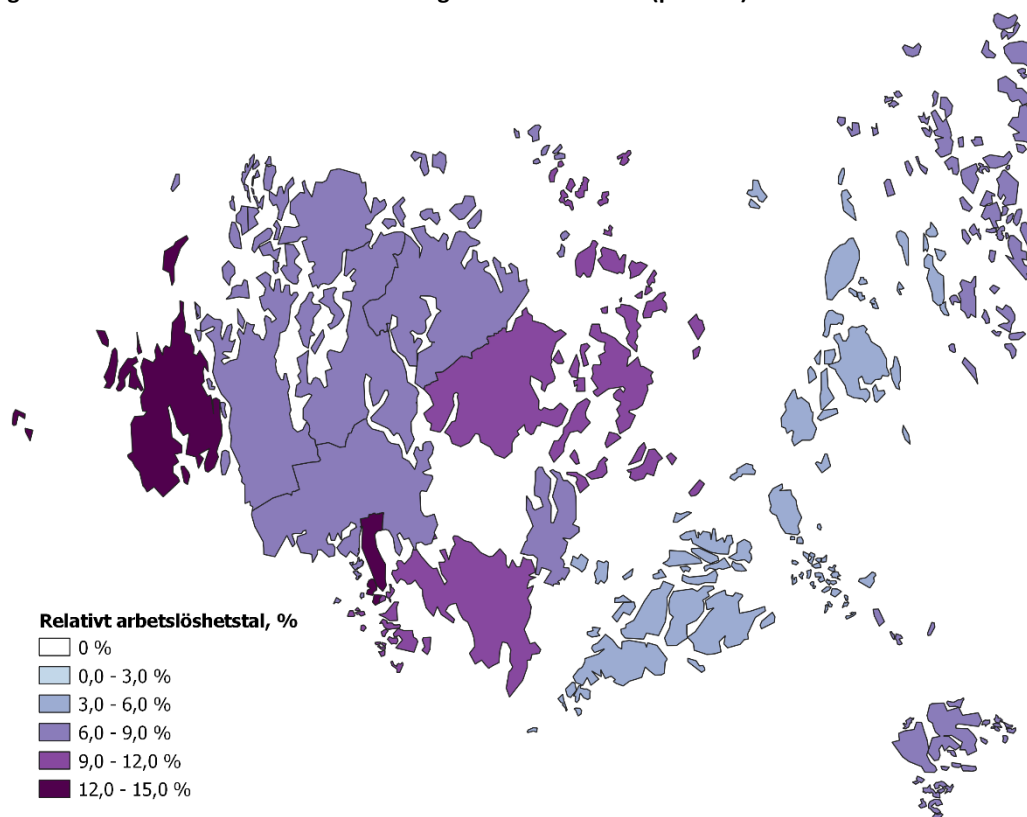 Relativt arbetslöshetstal, %
0 %
0,0 - 3,0 %
3,0 - 6,0 %
6,0 - 9,0 %
9,0 - 12,0 %
12,0 - 15,0 %